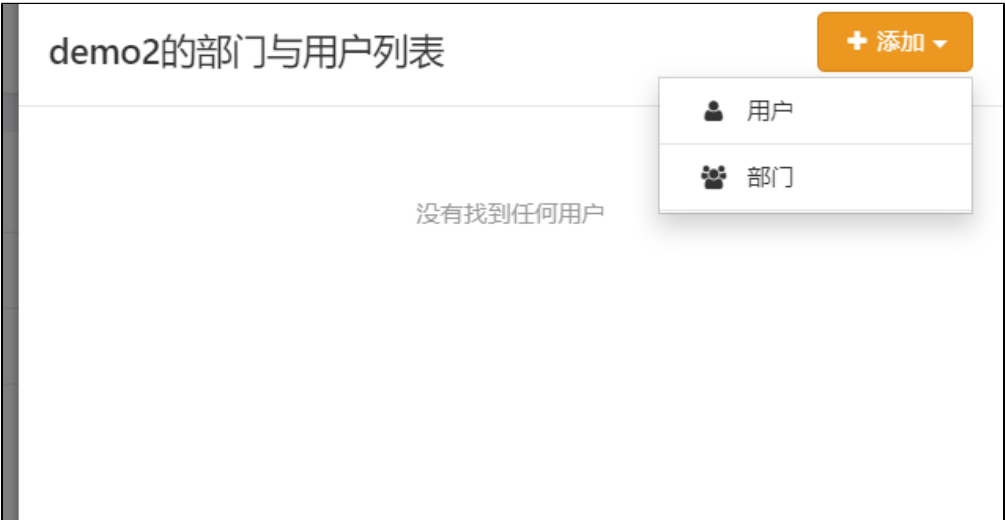 demo2的部门与用户列表
添加
用户
部门
没有找到任何用户